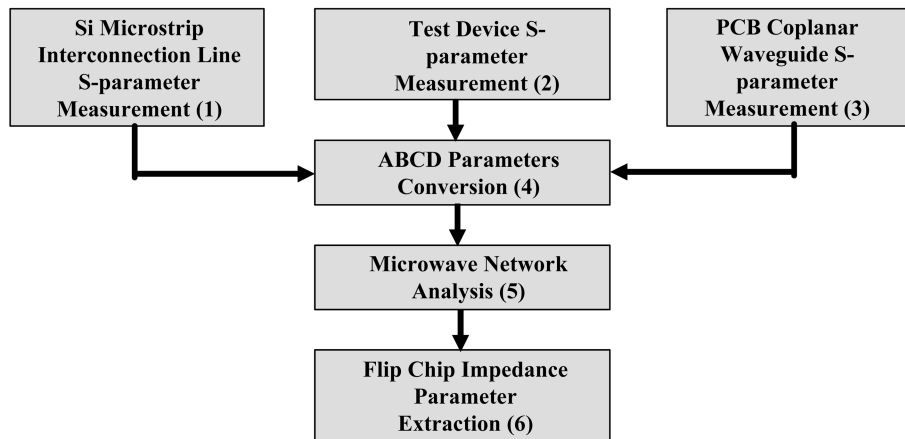 Si Microstrip
Interconnection Line
S-parameter
Measurement (1)
Test Device S-
parameter
Measurement (2)
PCB Coplanar
Waveguide S-
parameter
Measurement (3)
ABCD Parameters
Conversion (4)
Microwave Network
Analysis (5)
Flip Chip Impedance
Parameter
Extraction (6)